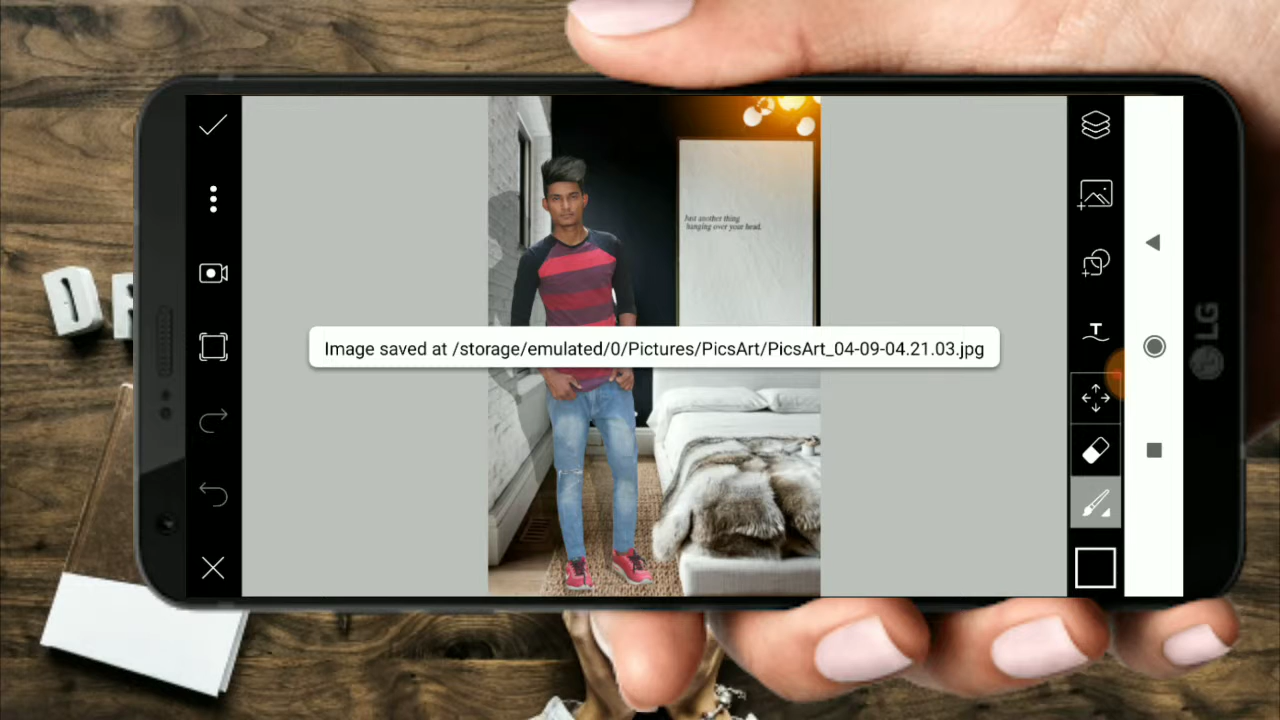 Just another thing
hanging over your head.
Image saved at /storage/emulated/0/Pictures/PicsArt/PicsArt_04-09-04.21.03.jpg
T
LG